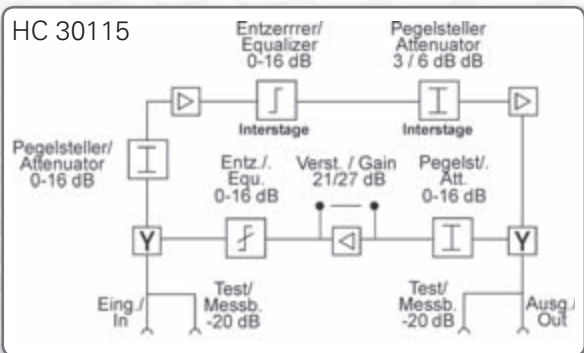 HC 30115
Entzerrrer/
Equalizer
0-16 dB
Interstage
Pegelsteller
Attenuator
3 / 6 dB dB
Interstage
Pegelsteller/
Attenuator
0-16 dB
Entz./.
Equ.
0-16 dB
Verst. / Gain
21/27 dB
Pegelst/.
Att.
0-16 dB
Y
Y
Eing./
In
Test/
Messb.
-20 dB
Test/
Messb.
-20 dB
Ausg./
Out